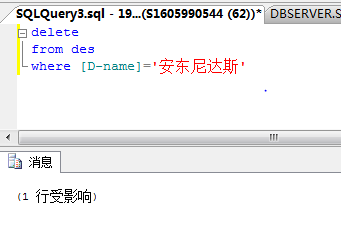 SQLQuery3.sql - 19...(S1605990544 (62))*
DBSERVER.S
delete
from des
where [D-name]='安东尼达斯'
消息
(1 行受影响)